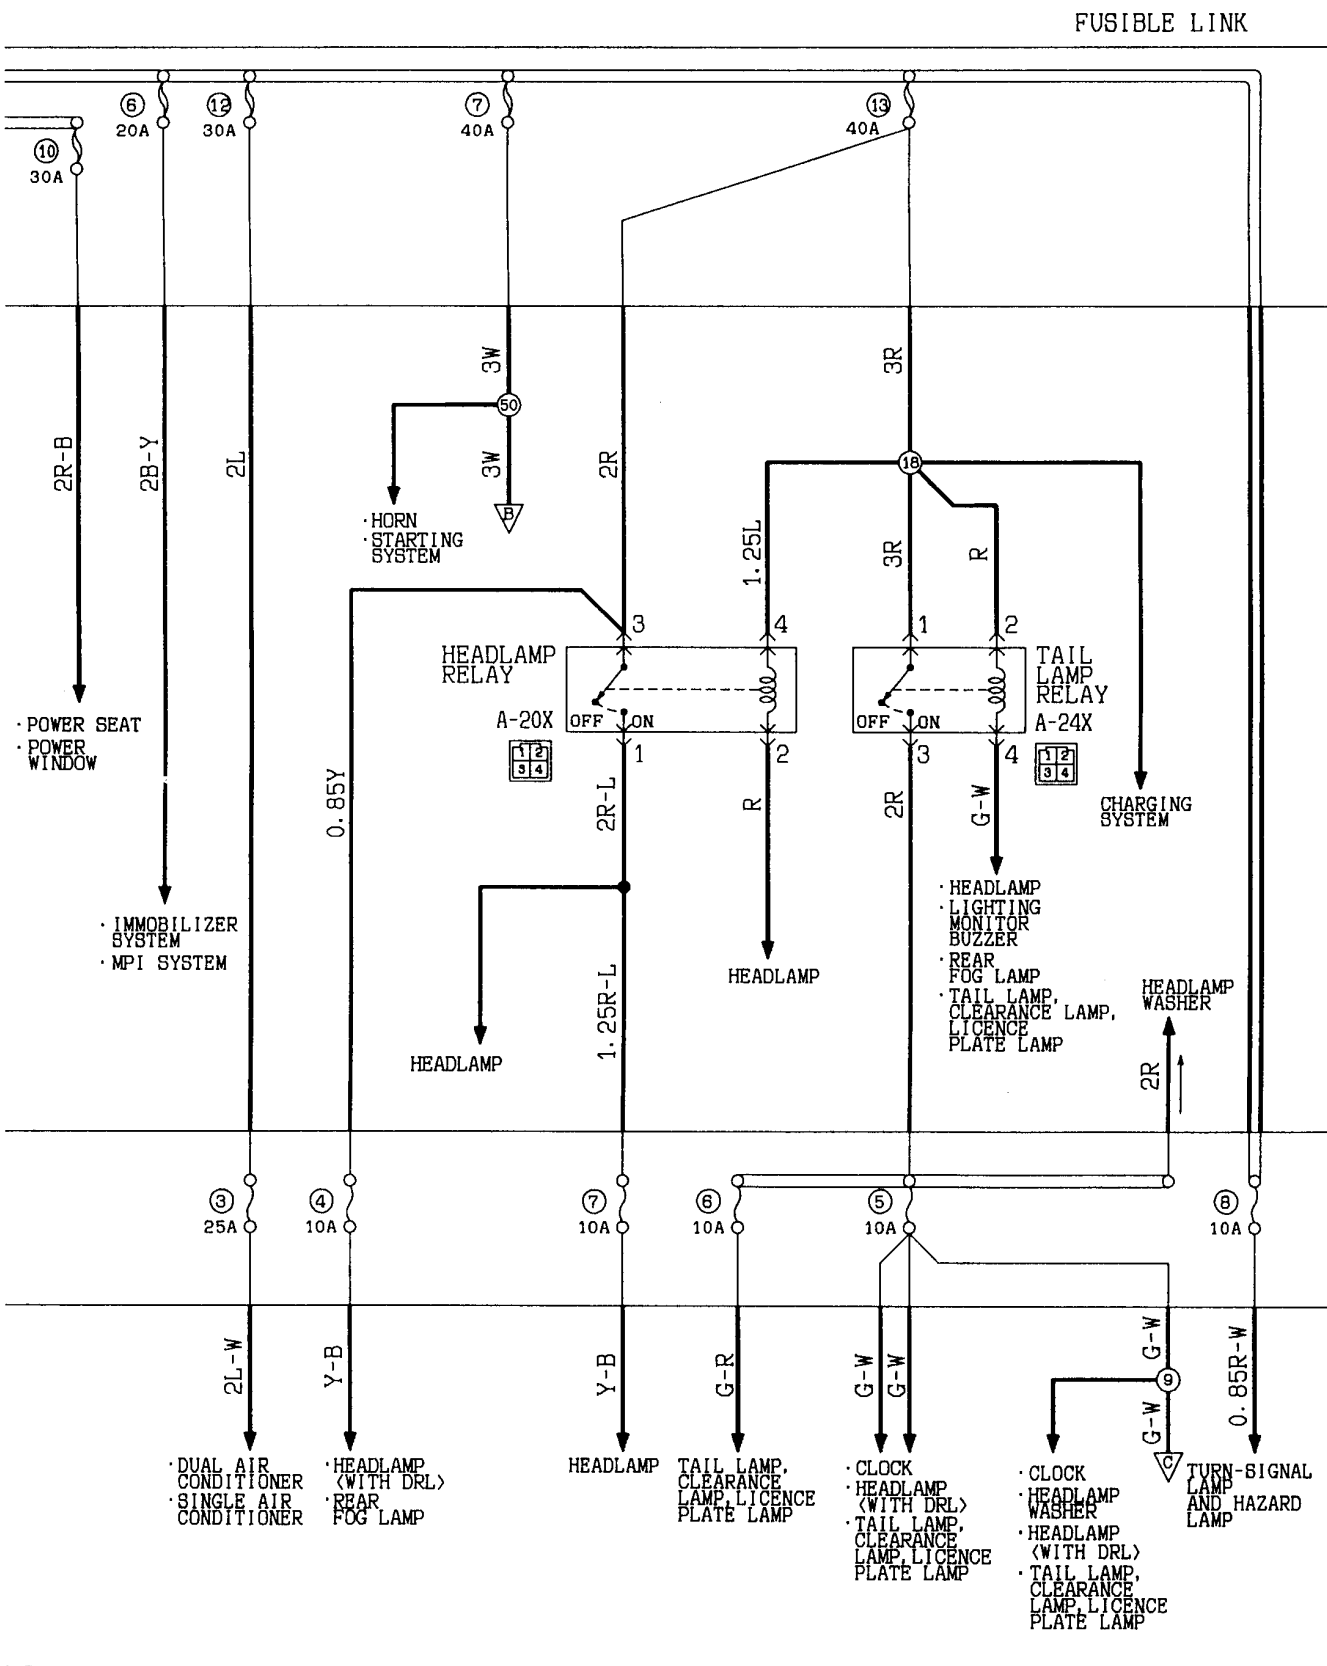 FUSIBLE LINK
6
20A
12
30A
7
40A
13
40A
10
30A
3W
3R
50
18
2R-B
2B-Y
2L
3W
2R
B
·HORN
·STARTING
SYSTEM
1.25L
3R
R
3
4
1
2
HEADLAMP
RELAY
TAIL
LAMP
RELAY
A-20X
OFF
ON
OFF
ON
A-24X
1 2
3 4
1
2
3
4
1 2
3 4
·POWER SEAT
·POWER
WINDOW
0.85Y
2R-L
R
2R
G-W
CHARGING
SYSTEM
·IMMOBILIZER
SYSTEM
·MPI SYSTEM
·HEADLAMP
·LIGHTING
MONITOR
BUZZER
·REAR
FOG LAMP
·TAIL LAMP,
CLEARANCE LAMP,
LICENCE
PLATE LAMP
HEADLAMP
HEADLAMP
WASHER
1.25R-L
HEADLAMP
2R
3
25A
4
10A
7
10A
6
10A
5
10A
8
10A
2L-W
Y-B
Y-B
G-R
G-W
G-W
G-W
9
G-W
C
0.85R-W
·DUAL AIR
CONDITIONER
·SINGLE AIR
CONDITIONER
·HEADLAMP
<WITH DRL>
·REAR
FOG LAMP
HEADLAMP
TAIL LAMP,
CLEARANCE
LAMP,LICENCE
PLATE LAMP
·CLOCK
·HEADLAMP
<WITH DRL>
·TAIL LAMP,
CLEARANCE
LAMP,LICENCE
PLATE LAMP
·CLOCK
·HEADLAMP
WASHER
·HEADLAMP
<WITH DRL>
·TAIL LAMP,
CLEARANCE
LAMP,LICENCE
PLATE LAMP
TURN-SIGNAL
LAMP
AND HAZARD
LAMP